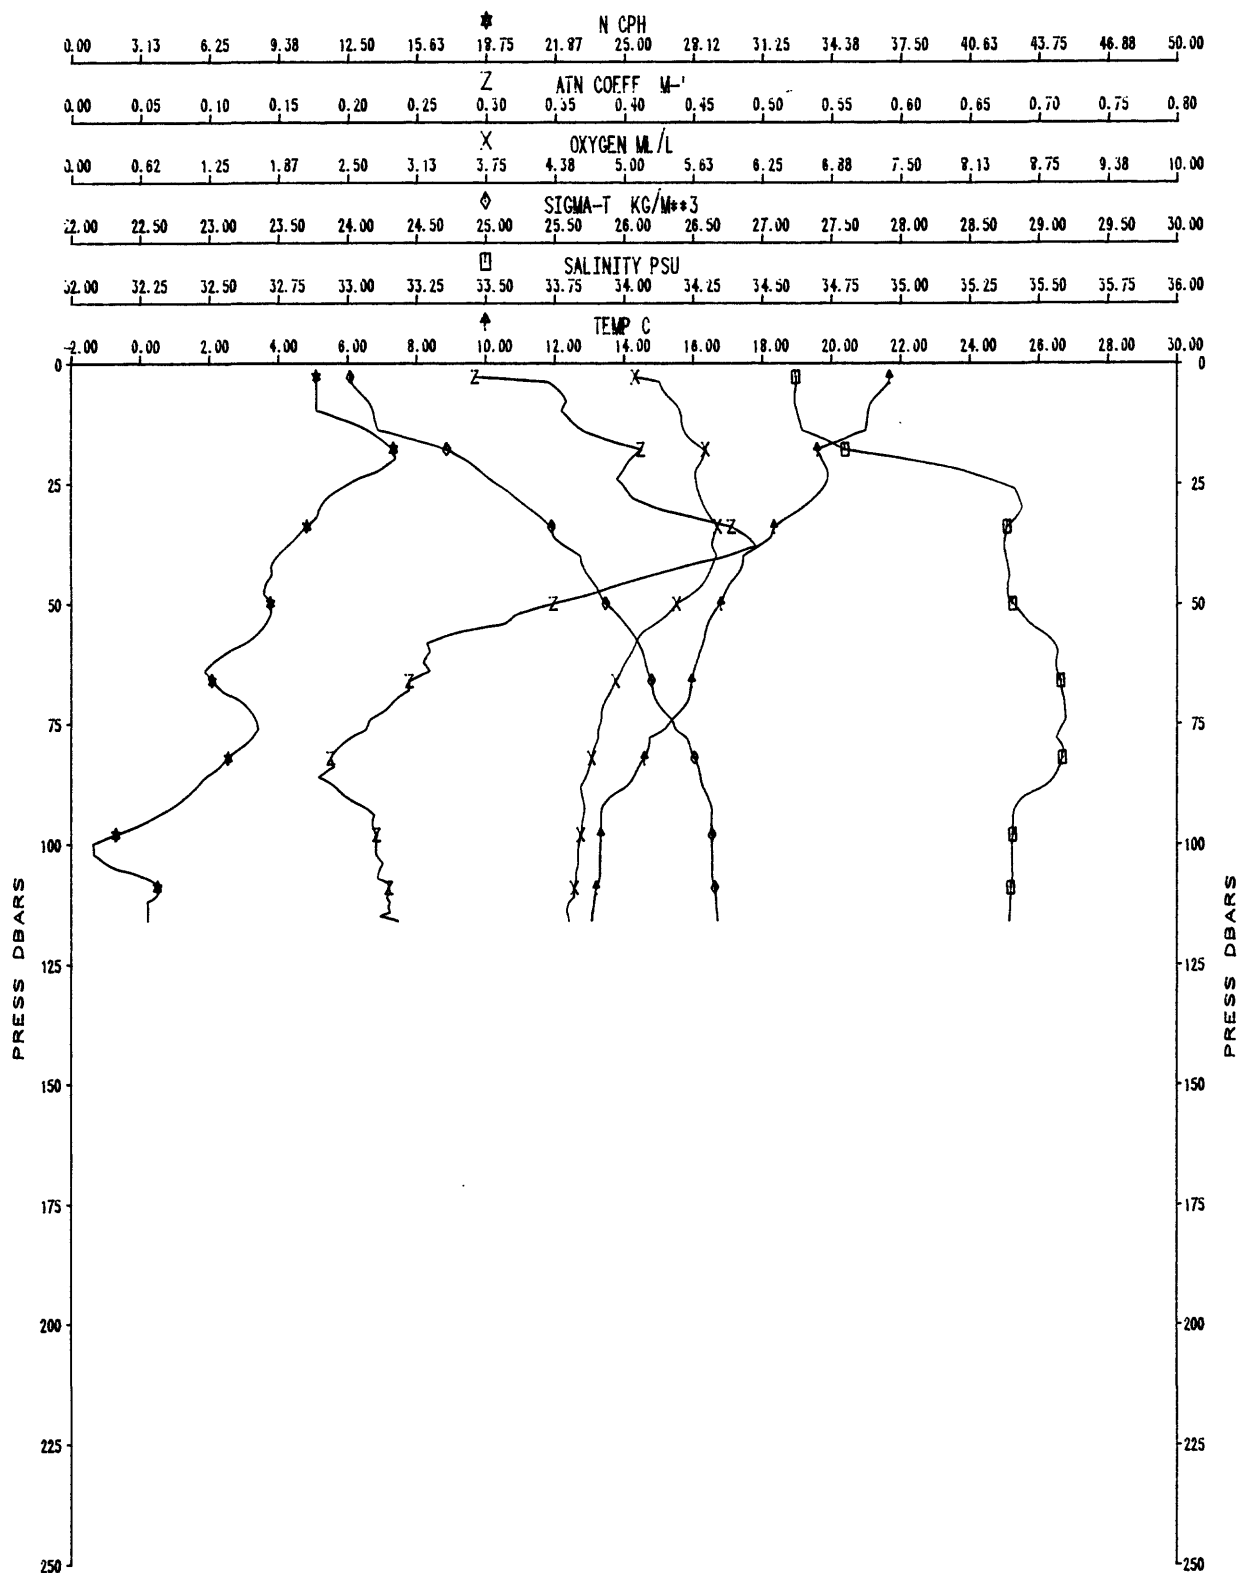 N CPH
0.00 3.13 6.25 9.38 12.50 15.63 18.75 21.87 25.00 28.12 31.25 34.38 37.50 40.63 43.75 46.88 50.00
Z ATN COEFF M-'
0.00 0.05 0.10 0.15 0.20 0.25 0.30 0.35 0.40 0.45 0.50 0.55 0.60 0.65 0.70 0.75 0.80
X OXYGEN ML/L
0.00 0.62 1.25 1.87 2.50 3.13 3.75 4.38 5.00 5.63 6.25 6.88 7.50 8.13 8.75 9.38 10.00
SIGMA-T KG/M**3
22.00 22.50 23.00 23.50 24.00 24.50 25.00 25.50 26.00 26.50 27.00 27.50 28.00 28.50 29.00 29.50 30.00
SALINITY PSU
32.00 32.25 32.50 32.75 33.00 33.25 33.50 33.75 34.00 34.25 34.50 34.75 35.00 35.25 35.50 35.75 36.00
TEMP C
-2.00 0.00 2.00 4.00 6.00 8.00 10.00 12.00 14.00 16.00 18.00 20.00 22.00 24.00 26.00 28.00 30.00
0 0
Z X
Z X
25 25
X Z
50 Z X 50
Z X
75 75
Z X
100 Z X 100
Z X
125 125
PRESS DBARS PRESS DBARS
150 150
175 175
200 200
225 225
250 250